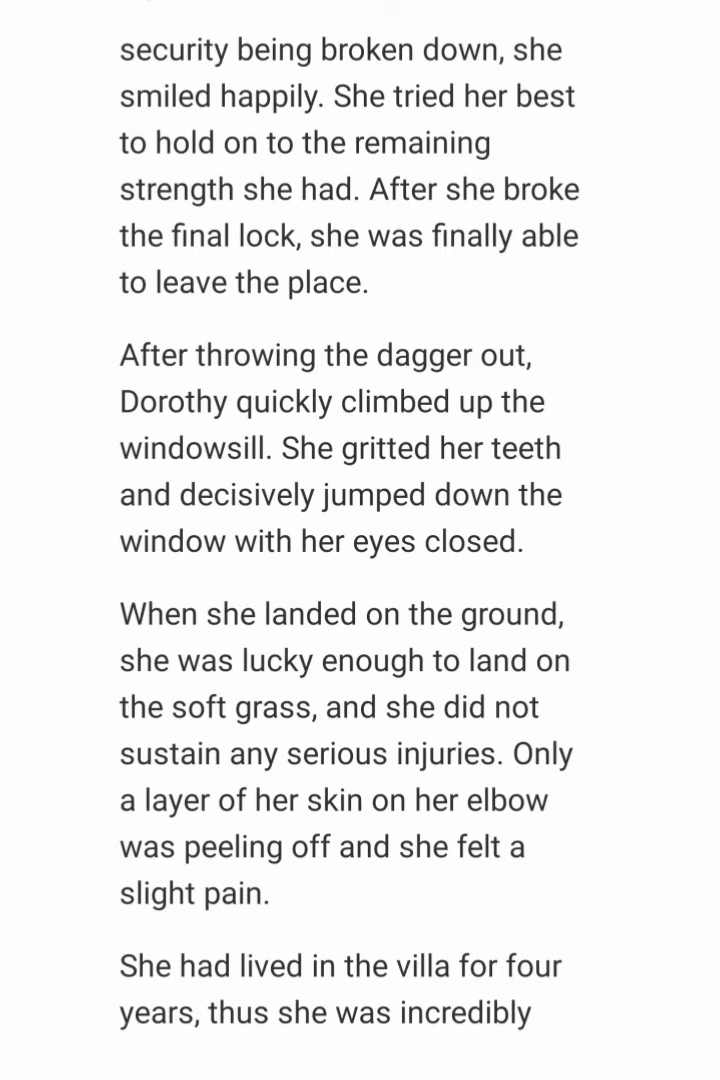 security being broken down, she
smiled happily. She tried her best
to hold on to the remaining
strength she had. After she broke
the final lock, she was finally able
to leave the place.
After throwing the dagger out,
Dorothy quickly climbed up the
windowsill. She gritted her teeth
and decisively jumped down the
window with her eyes closed.
When she landed on the ground,
she was lucky enough to land on
the soft grass, and she did not
sustain any serious injuries. Only
a layer of her skin on her elbow
was peeling off and she felt a
slight pain.
She had lived in the villa for four
years, thus she was incredibly